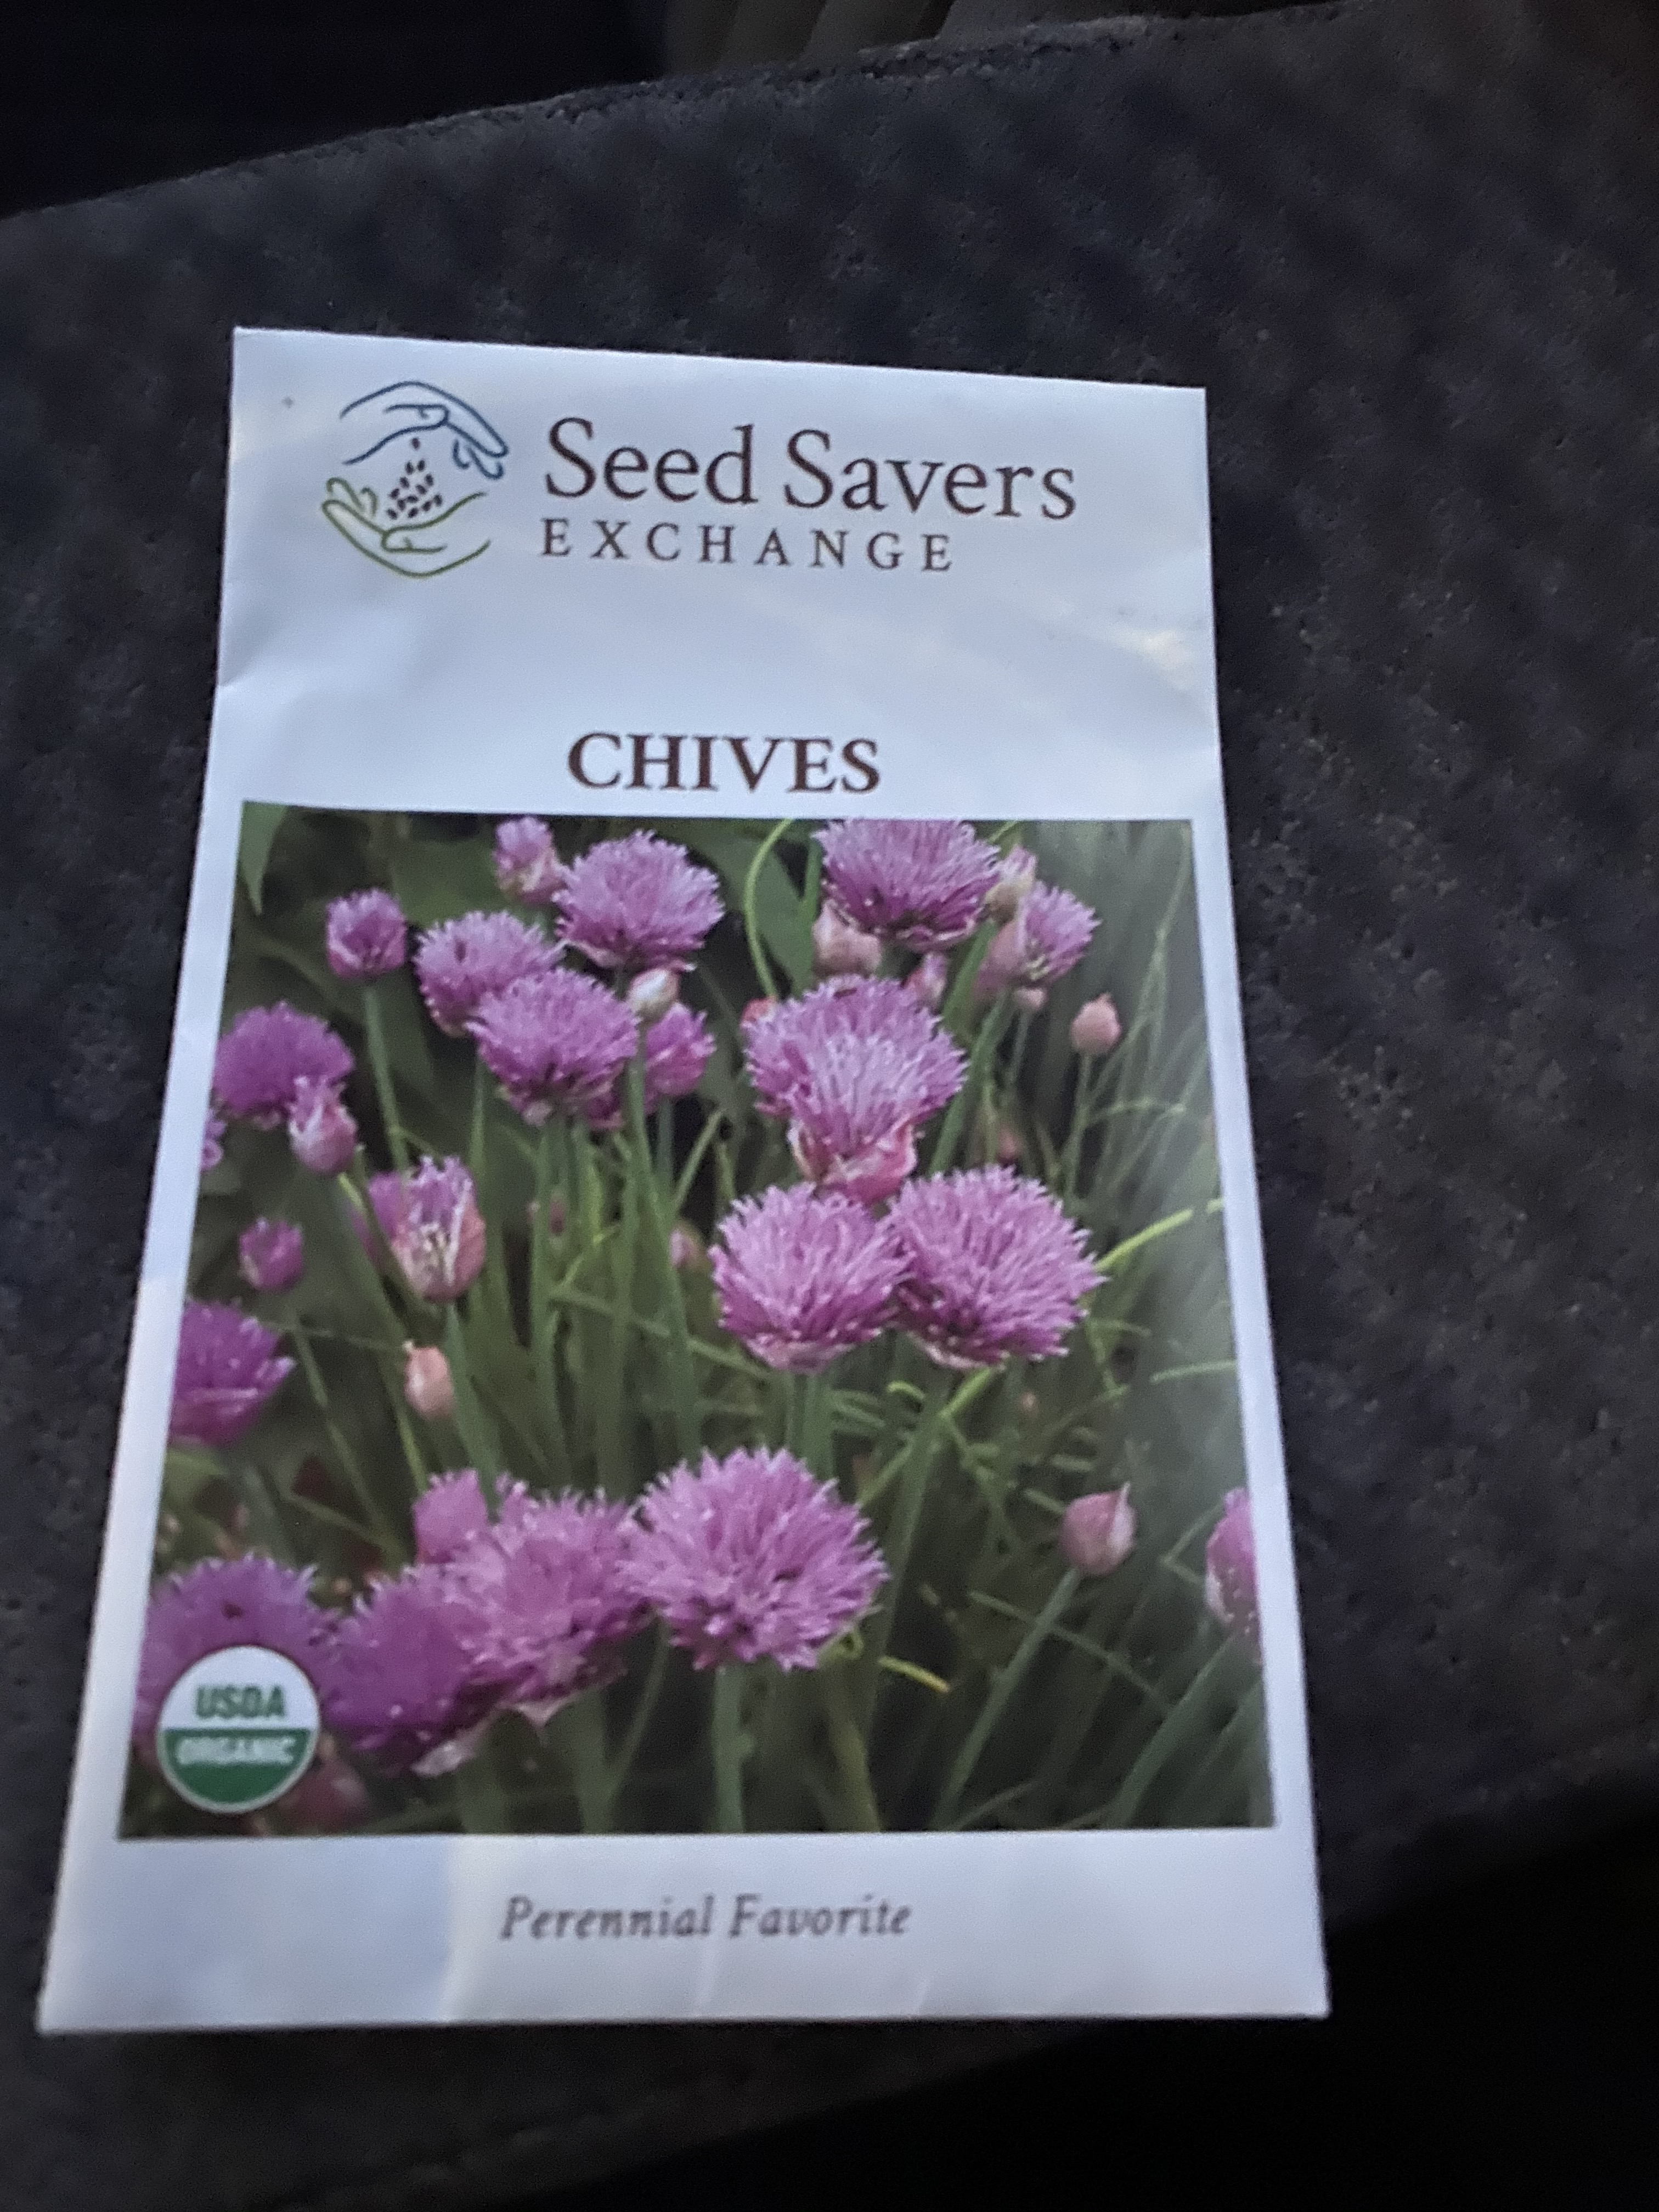 Seed Savers
EXCHANGE
CHIVES
USDA
ORGANIC
Perennial Favorite